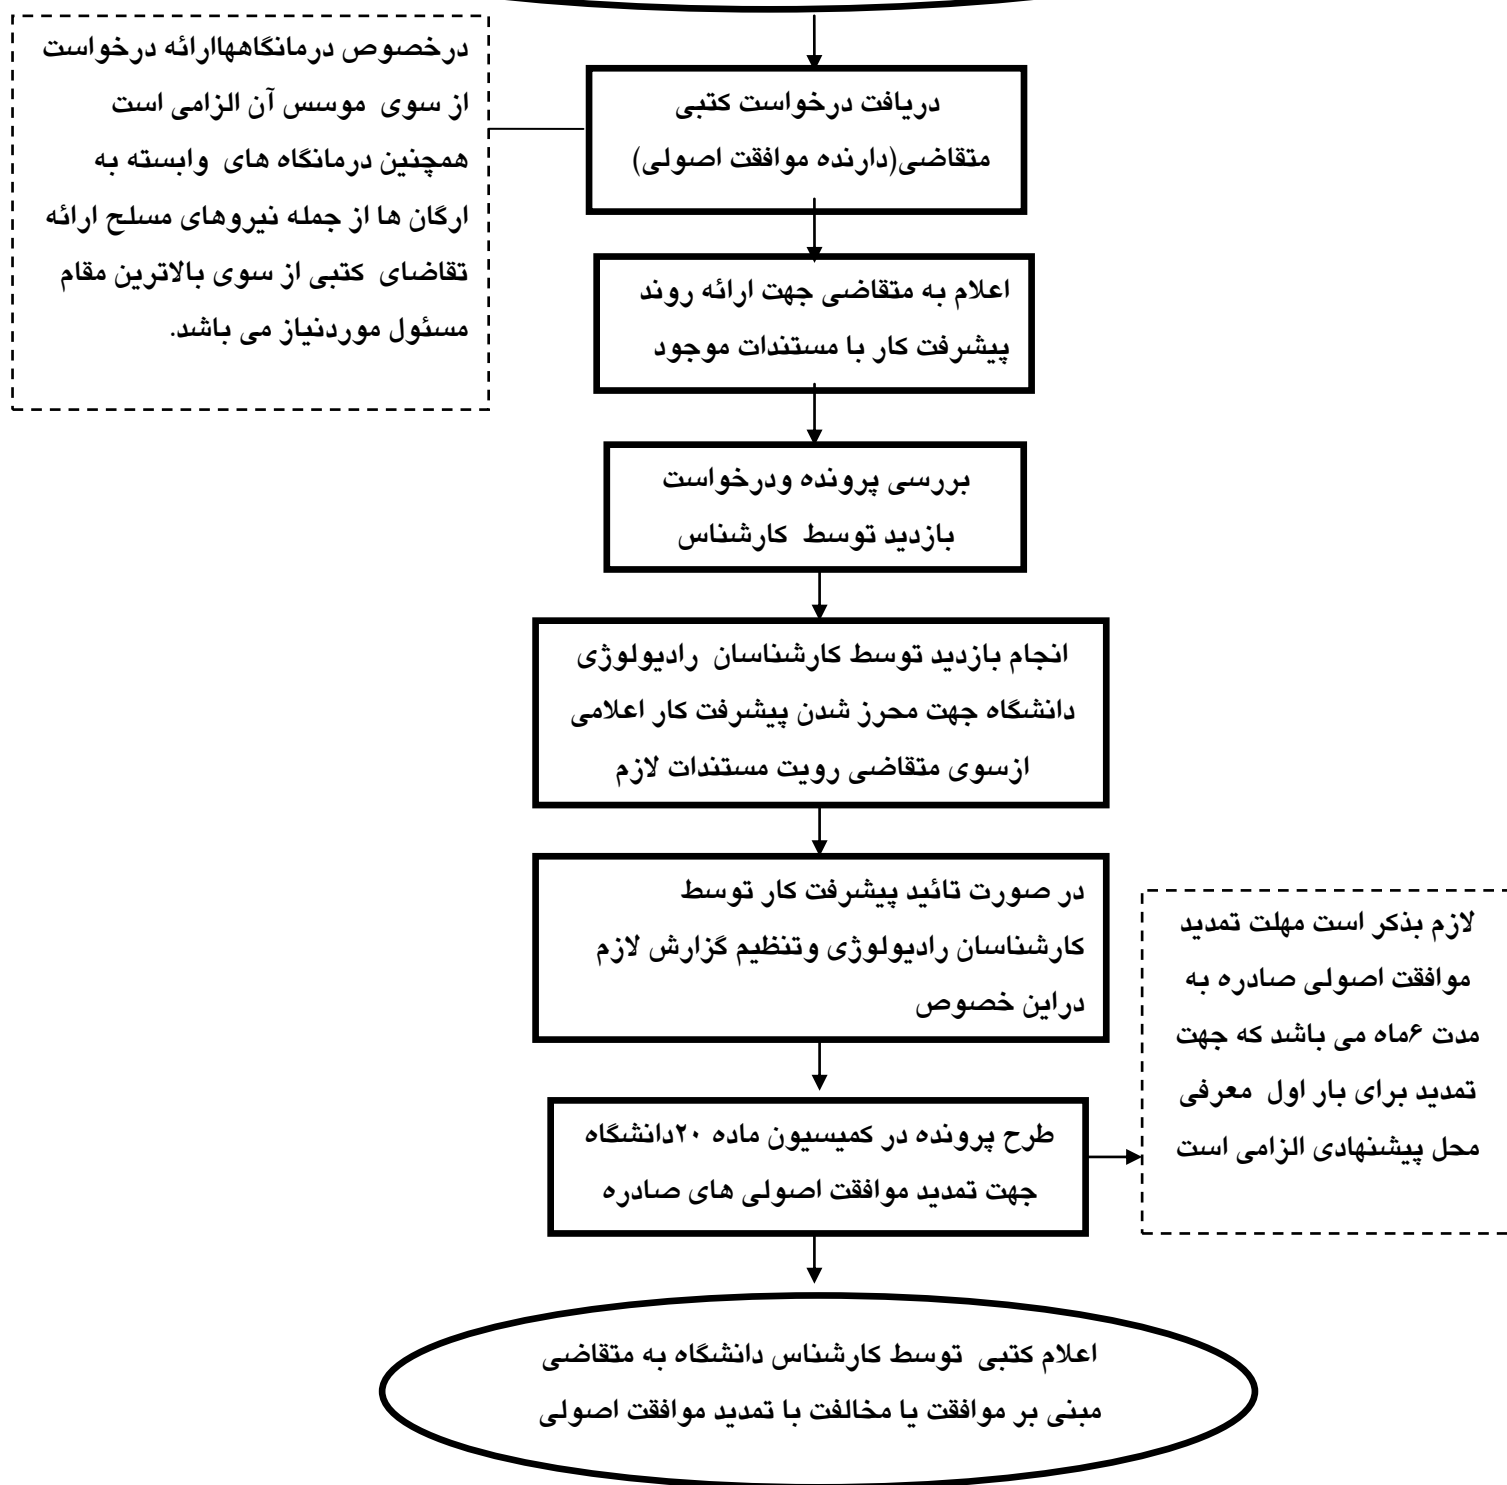 درخصوص درمانگاههاارائه درخواست
از سوی موسس آن الزامی است
همچنین درمانگاه های وابسته به
ارگان ها از جمله نیروهای مسلح ارائه
تقاضای کتبی از سوی بالاترین مقام
مسئول موردنیاز می باشد.
دریافت درخواست کتبی
متقاضی(دارنده موافقت اصولی)
اعلام به متقاضی جهت ارائه روند
پیشرفت کار با مستندات موجود
بررسی پرونده ودرخواست
بازدید توسط کارشناس
انجام بازدید توسط کارشناسان رادیولوژی
دانشگاه جهت محرز شدن پیشرفت کار اعلامی
ازسوی متقاضی رویت مستندات لازم
در صورت تائید پیشرفت کار توسط
کارشناسان رادیولوژی وتنظیم گزارش لازم
دراین خصوص
طرح پرونده در کمیسیون ماده ۲۰دانشگاه
جهت تمدید موافقت اصولی های صادره
لازم بذکر است مهلت تمدید
موافقت اصولی صادره به
مدت ۶ماه می باشد که جهت
تمدید برای بار اول معرفی
محل پیشنهادی الزامی است
اعلام کتبی توسط کارشناس دانشگاه به متقاضی
مبنی بر موافقت یا مخالفت با تمدید موافقت اصولی